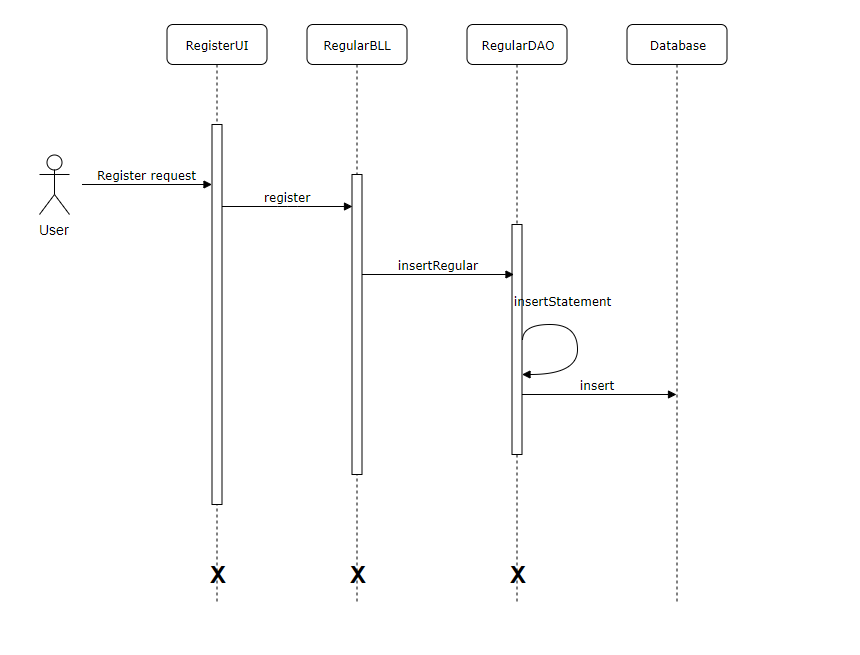 RegisterUI
RegularBLL
RegularDAO
Database
Register request
register
User
insertRegular
insertStatement
insert
X
X
X